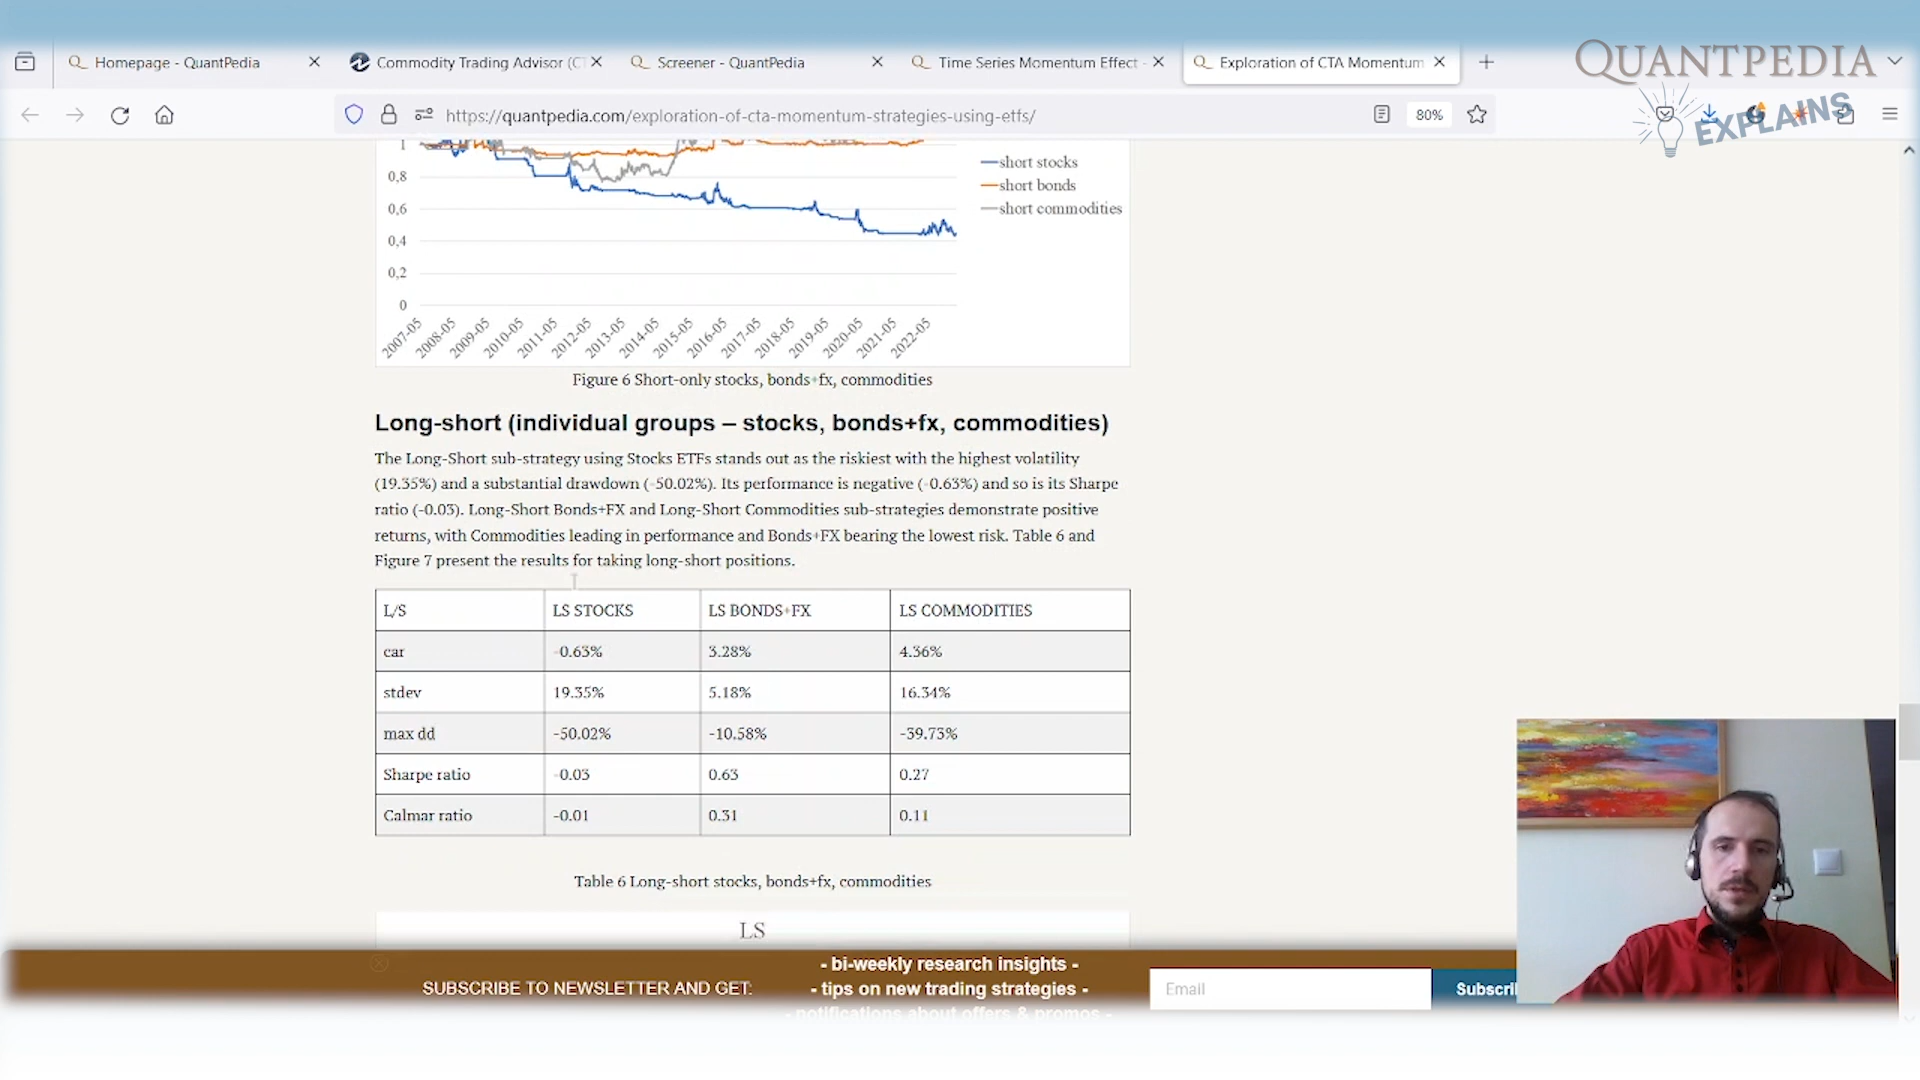 Homepage - QuantPedia
Commodity Trading Advisor (CT
Screener - QuantPedia
Time Series Momentum Effect -
Exploration of CTA Momentum
QUANTPEDIA
EXPLAINS
https://quantpedia.com/exploration-of-cta-momentum-strategies-using-etfs/
80%
1
0,8
0,6
0,4
0,2
0
short stocks
short bonds
short commodities
2007-05
2008-05
2009-05
2010-05
2011-05
2012-05
2013-05
2014-05
2015-05
2016-05
2017-05
2018-05
2019-05
2020-05
2021-05
2022-05
Figure 6 Short-only stocks, bonds+fx, commodities
Long-short (individual groups – stocks, bonds+fx, commodities)
The Long-Short sub-strategy using Stocks ETFs stands out as the riskiest with the highest volatility
(19.35%) and a substantial drawdown (-50.02%). Its performance is negative (-0.63%) and so is its Sharpe
ratio (-0.03). Long-Short Bonds+FX and Long-Short Commodities sub-strategies demonstrate positive
returns, with Commodities leading in performance and Bonds+FX bearing the lowest risk. Table 6 and
Figure 7 present the results for taking long-short positions.
L/S LS STOCKS LS BONDS+FX LS COMMODITIES
car -0.63% 3.28% 4.36%
stdev 19.35% 5.18% 16.34%
max dd -50.02% -10.58% -39.73%
Sharpe ratio -0.03 0.63 0.27
Calmar ratio -0.01 0.31 0.11
Table 6 Long-short stocks, bonds+fx, commodities
LS
SUBSCRIBE TO NEWSLETTER AND GET:
- bi-weekly research insights -
- tips on new trading strategies -
- notifications about offers & promos -
Email
Subscri